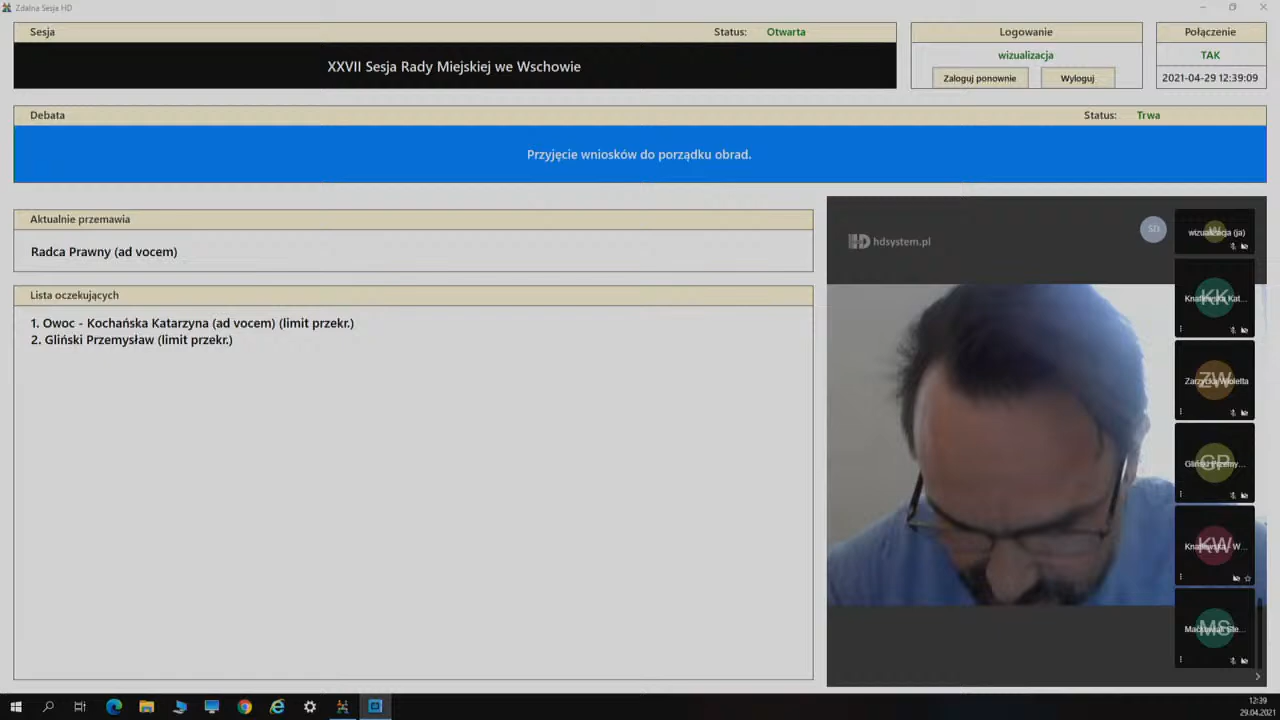 Zdalna Sesja HD
Sesja
Status:
Otwarta
XXVII Sesja Rady Miejskiej we Wschowie
Logowanie
wizualizacja
Zaloguj ponownie
Wyloguj
Połączenie
TAK
2021-04-29 12:39:09
Debata
Status:
Trwa
Przyjęcie wniosków do porządku obrad.
Aktualnie przemawia
Radca Prawny (ad vocem)
Lista oczekujących
1. Owoc - Kochańska Katarzyna (ad vocem) (limit przekr.)
2. Gliński Przemysław (limit przekr.)
HD hdsystem.pl
SD
wizualizacja (ja)
KK
ZW
Zarzycka Wioletta
GP
KW
MS
12:39
29.04.2021